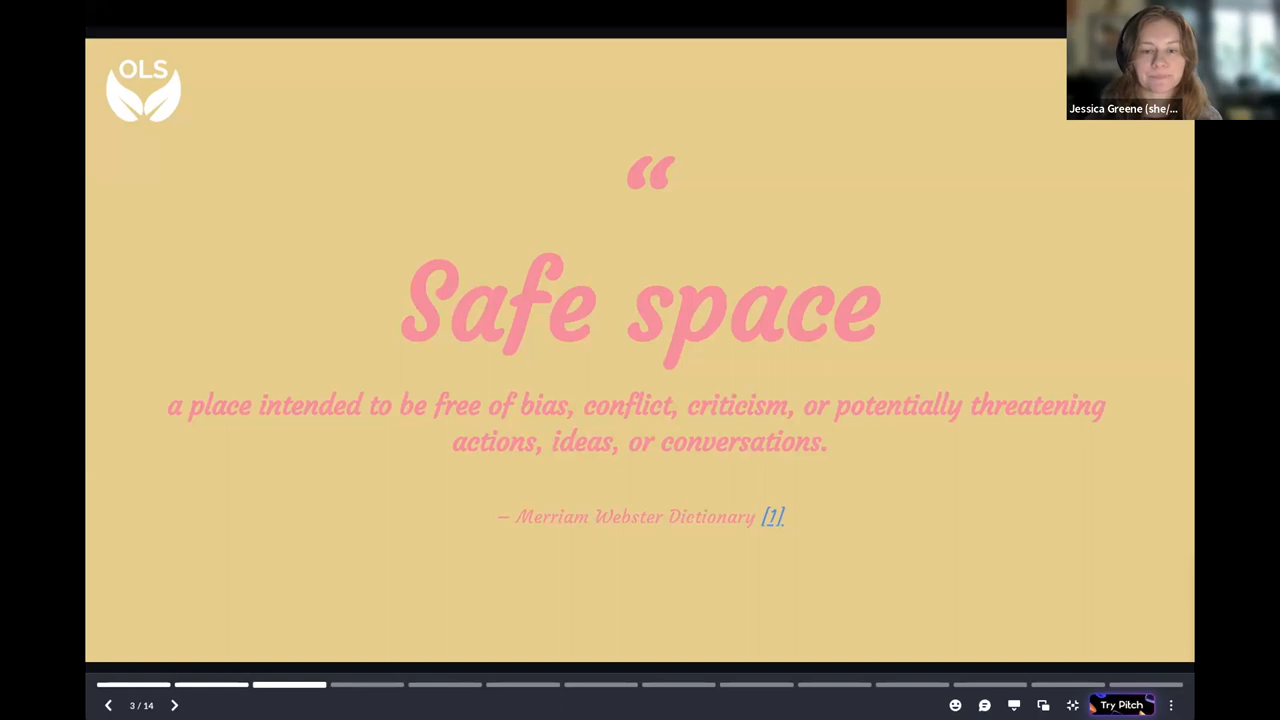 OLS
Jessica Greene (she/...
“
Safe space
a place intended to be free of bias, conflict, criticism, or potentially threatening
actions, ideas, or conversations.
– Merriam Webster Dictionary [1]
3 / 14
Try Pitch